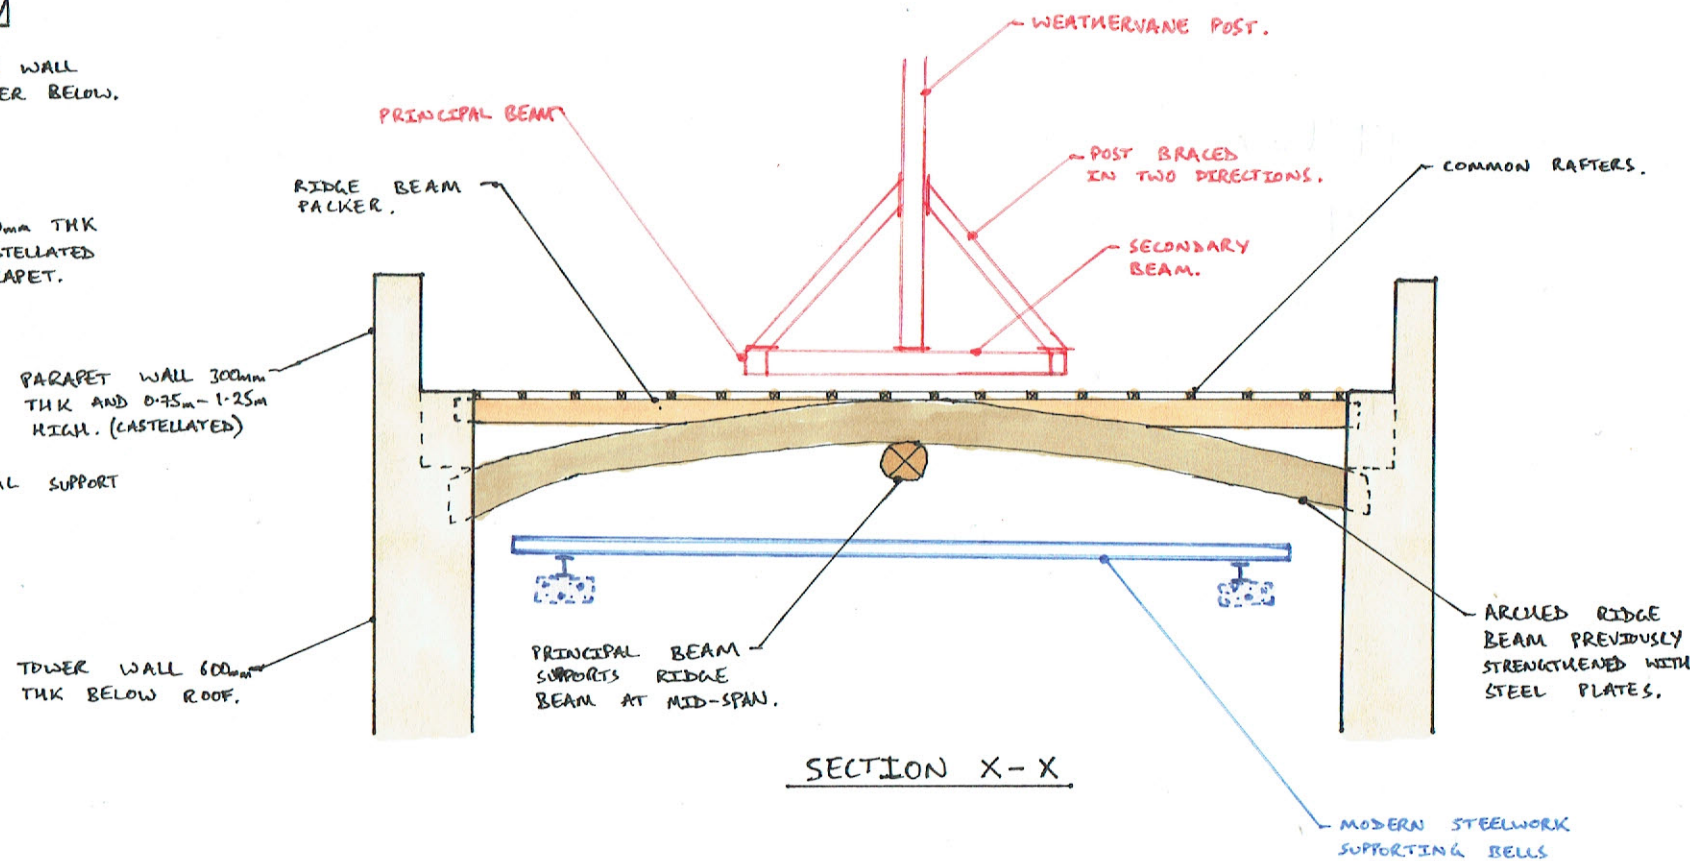 WALL
ER BELOW.
0mm THK
STELLATED
APET.
PARAPET WALL 300mm
THK AND 0.75m-1.25m
HIGH. (CASTELLATED)
AL SUPPORT
TOWER WALL 600mm
THK BELOW ROOF.
PRINCIPAL BEAM
RIDGE BEAM
PACKER.
WEATHERVANE POST.
POST BRACED
IN TWO DIRECTIONS.
SECONDARY
BEAM.
COMMON RAFTERS.
PRINCIPAL BEAM
SUPPORTS RIDGE
BEAM AT MID-SPAN.
ARCHED RIDGE
BEAM PREVIOUSLY
STRENGTHENED WITH
STEEL PLATES.
SECTION X-X
MODERN STEELWORK
SUPPORTING BELLS